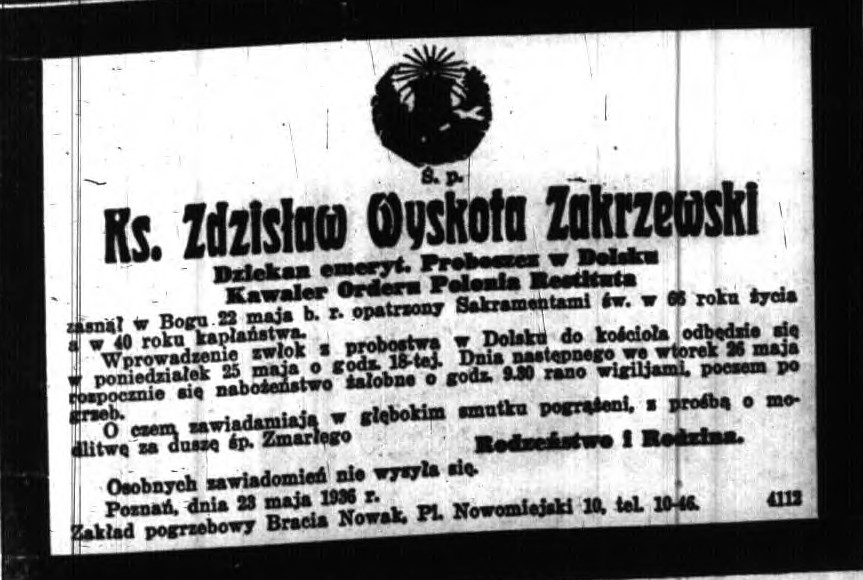 Ś. p.
Ks. Zdzisław Wyskota Zakrzewski
Dziekan emeryt. Proboszcz w Dolsku
Kawaler Orderu Polonia Restituta
zasnął w Bogu 22 maja b. r. opatrzony Sakramentami św. w 66 roku życia
a w 40 roku kapłaństwa.
Wprowadzenie zwłok z probostwa w Dolsku do kościoła odbędzie się
w poniedziałek 25 maja o godz. 18-tej. Dnia następnego we wtorek 26 maja
rozpocznie się nabożeństwo żałobne o godz. 9.30 rano wigiljami, poczem po
grzeb.
O czem zawiadamiają w głębokim smutku pogrążeni, z prośbą o mo-
dlitwę za duszę śp. Zmarłego
Rodzeństwo i Rodzina.
Osobnych zawiadomień nie wysyła się.
Poznań, dnia 23 maja 1936 r.
Zakład pogrzebowy Bracia Nowak, Pl. Nowomiejski 10, tel. 10-46. 4112